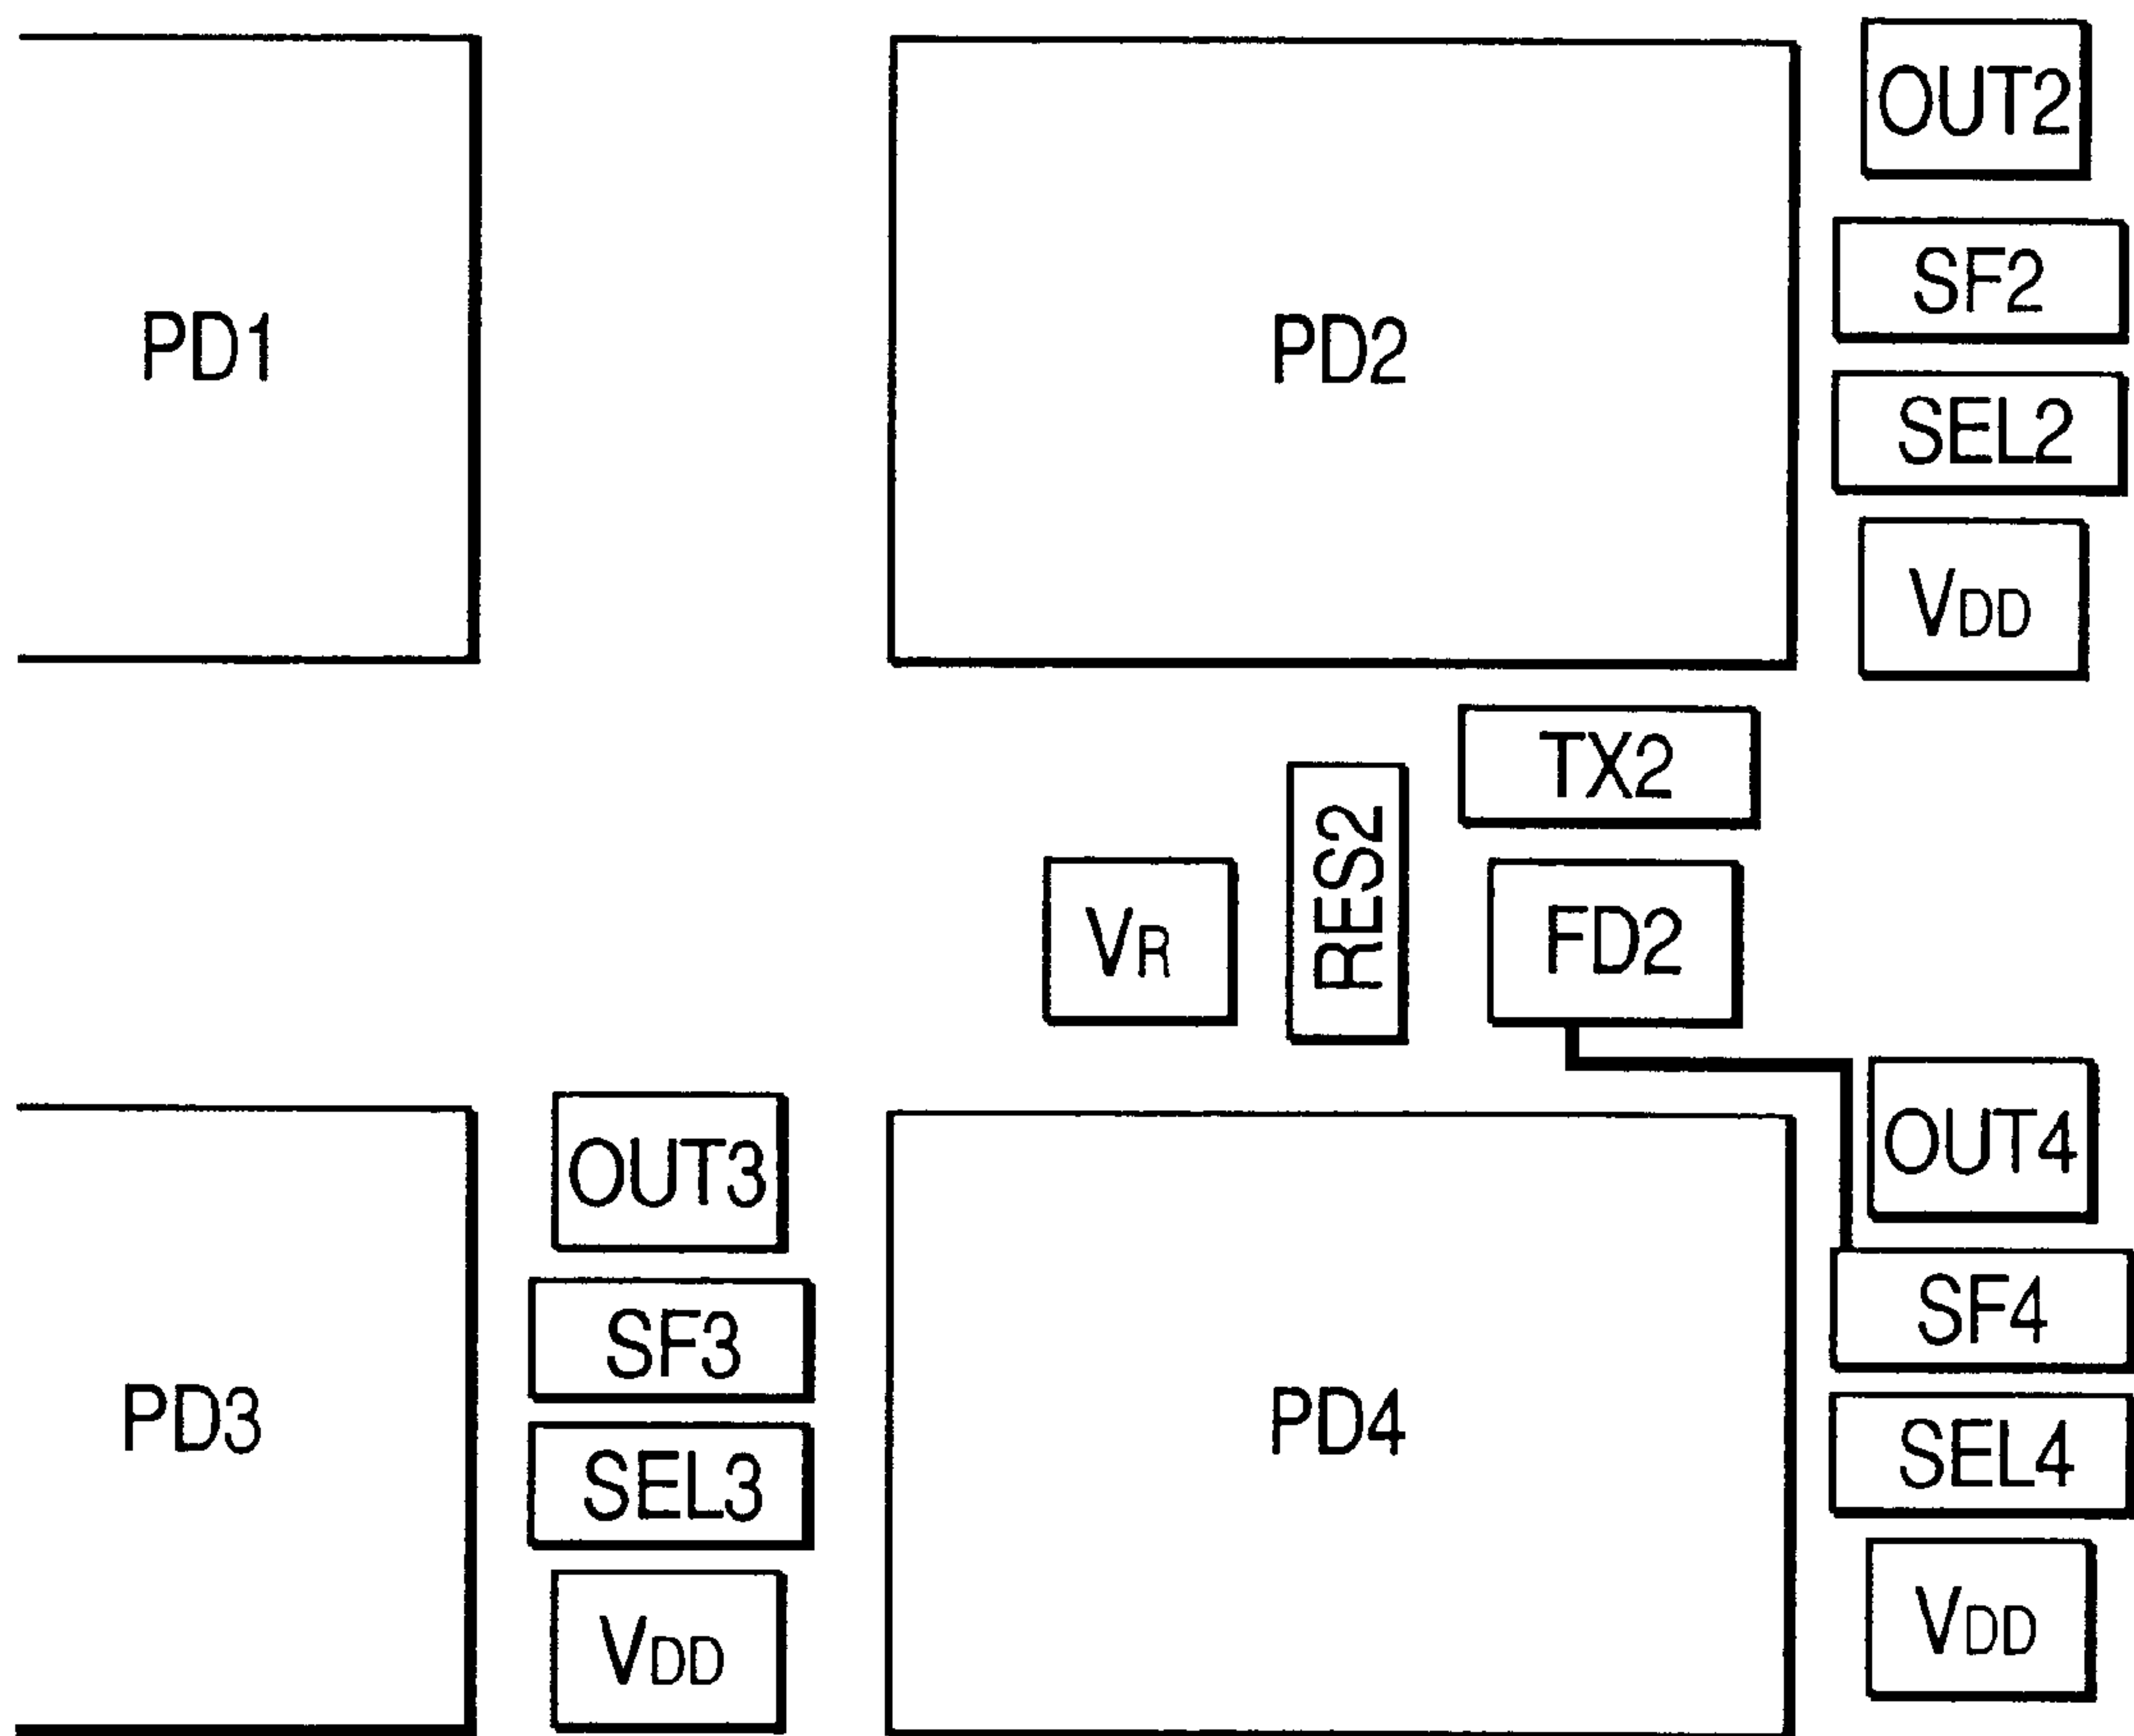 OUT2
SF2
PD1
PD2
SEL2
VDD
TX2
RES2
VR
FD2
OUT3
OUT4
SF3
SF4
PD3
PD4
SEL3
SEL4
VDD
VDD